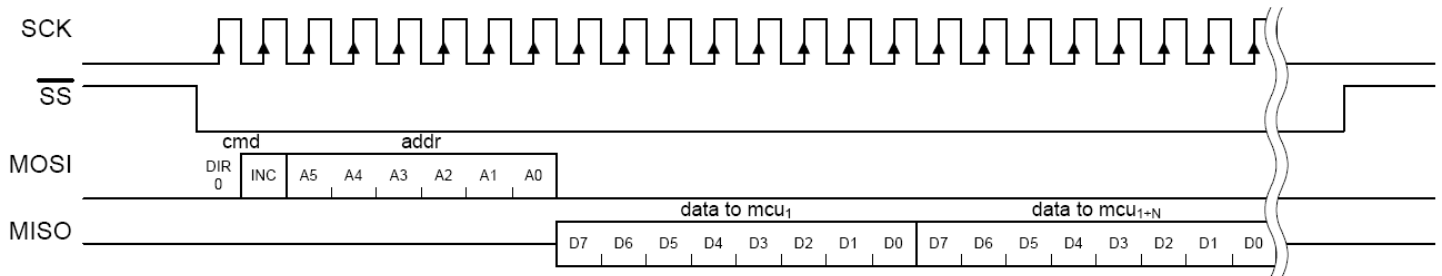 SCK
SS
cmd addr
MOSI DIR 0 INC A5 A4 A3 A2 A1 A0
data to mcu1 data to mcu1+N
MISO D7 D6 D5 D4 D3 D2 D1 D0 D7 D6 D5 D4 D3 D2 D1 D0